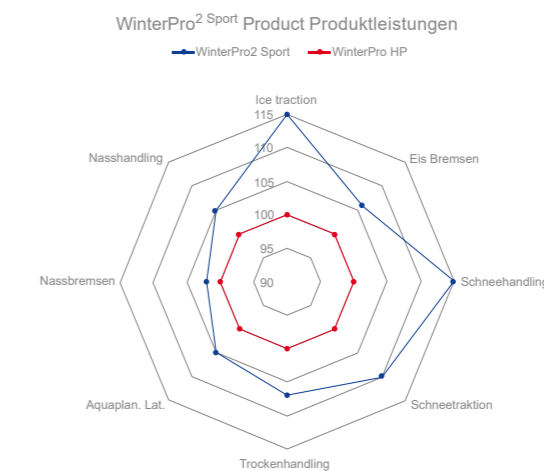 WinterPro2 Sport Product Produktleistungen
WinterPro2 Sport WinterPro HP
Ice traction
115
110
105
100
95
90
Eis Bremsen
Schneehandling
Schneetraktion
Trockenhandling
Aquaplan. Lat.
Nassbremsen
Nasshandling